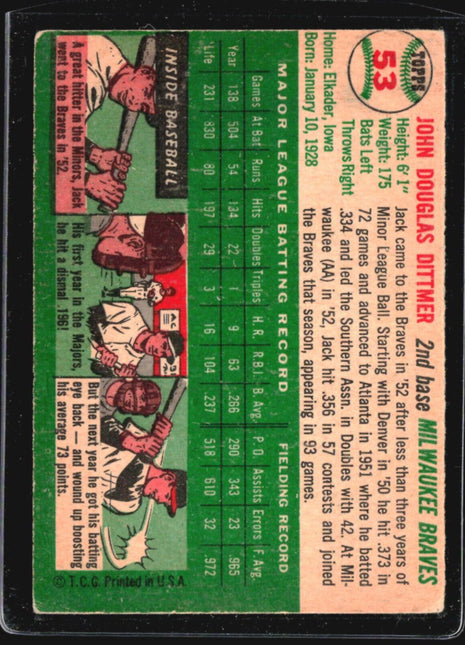 TOPPS
53
JOHN DOUGLAS DITTMER 2nd base MILWAUKEE BRAVES
Height: 6'1"
Weight: 175
Bats Left
Throws Right
Home: Elkader, Iowa
Born: January 10, 1928
Jack came to the Braves in '52 after less than three years of
Minor League Ball. Starting with Denver in '50 he hit .373 in
72 games and advanced to Atlanta in 1951 where he batted
.334 and led the Southern Assn. in Doubles with 42. At Mil-
waukee (AA) in '52, Jack hit .356 in 57 contests and joined
the Braves that season, appearing in 93 games.
MAJOR LEAGUE BATTING RECORD FIELDING RECORD
Games At Bat Runs Hits Doubles Triples H.R. R.B.I. B. Avg. P. O. Assists Errors F. Avg.
Year 138 504 54 134 22 1 9 63 .266 290 343 23 .965
Life 231 830 80 197 29 3 16 104 .237 518 610 32 .972
INSIDE BASEBALL
A great hitter in the Minors, Jack
went to the Braves in '52.
His first year in the Majors,
he hit a dismal .196!
But the next year he got his batting
eye back — and wound up boosting
his average 73 points.
© T.C.G. Printed in U.S.A.